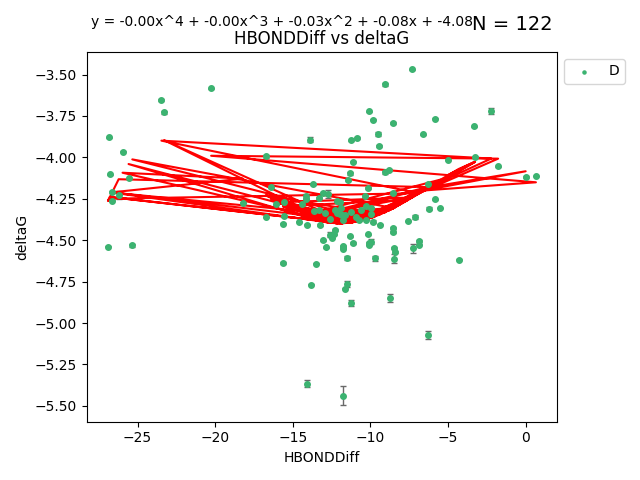 y = -0.00x^4 + -0.00x^3 + -0.03x^2 + -0.08x + -4.08
N = 122
HBONDDiff vs deltaG
D
deltaG
−3.50
−3.75
−4.00
−4.25
−4.50
−4.75
−5.00
−5.25
−5.50
−25
−20
−15
−10
−5
0
HBONDDiff